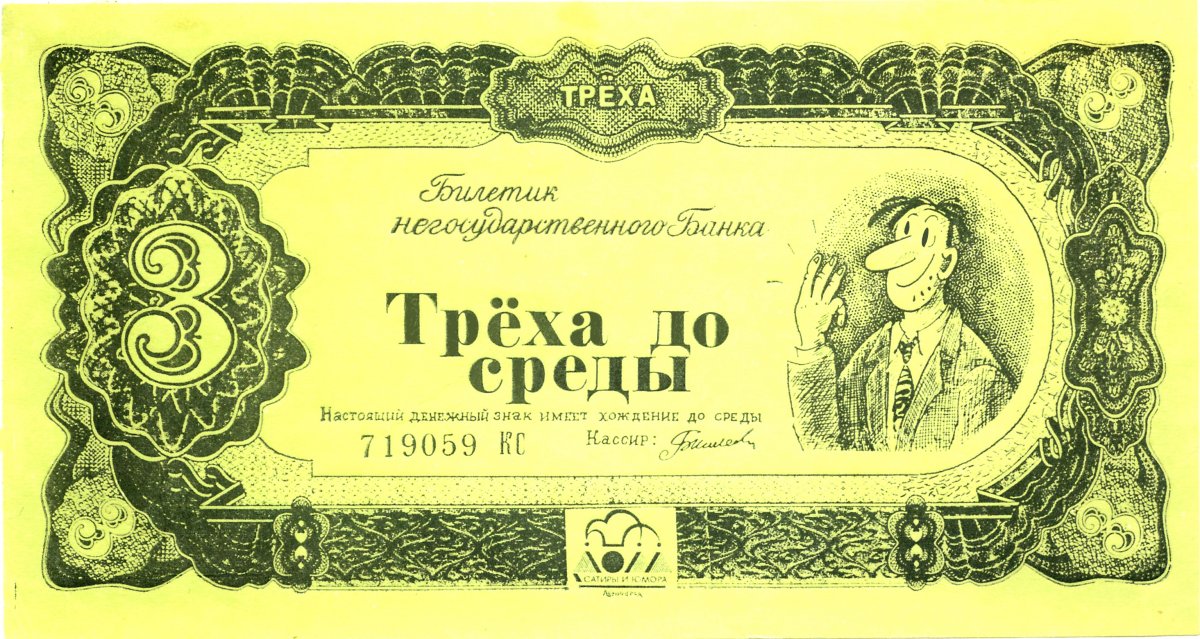 ТРЁХА
Билетик
негосударственного Банка
3
Трёха до
среды
Настоящий денежный знак имеет хождение до среды
719059 КС
Кассир:
САТИРЫ И ЮМОРА